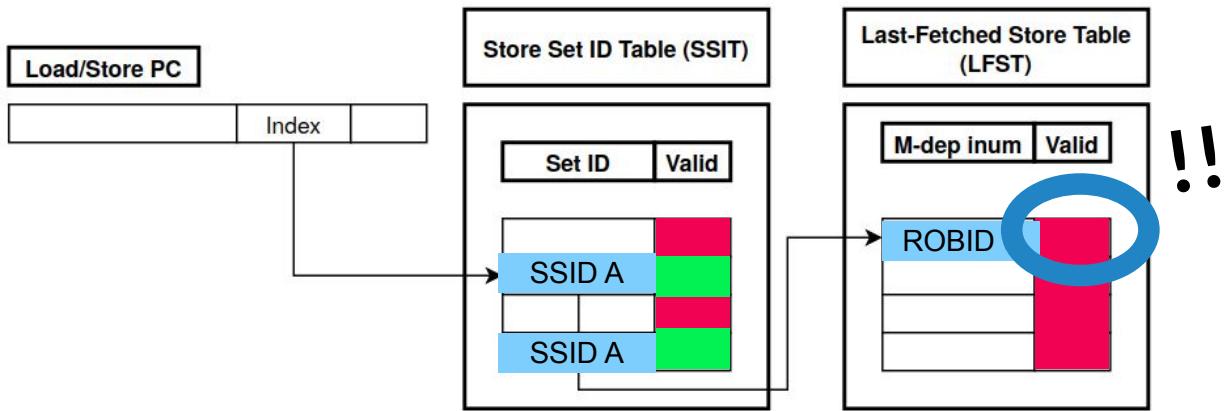 Load/Store PC
Index
Store Set ID Table (SSIT)
Set ID
Valid
SSID A
SSID A
Last-Fetched Store Table
(LFST)
M-dep inum
Valid
ROBID
!!